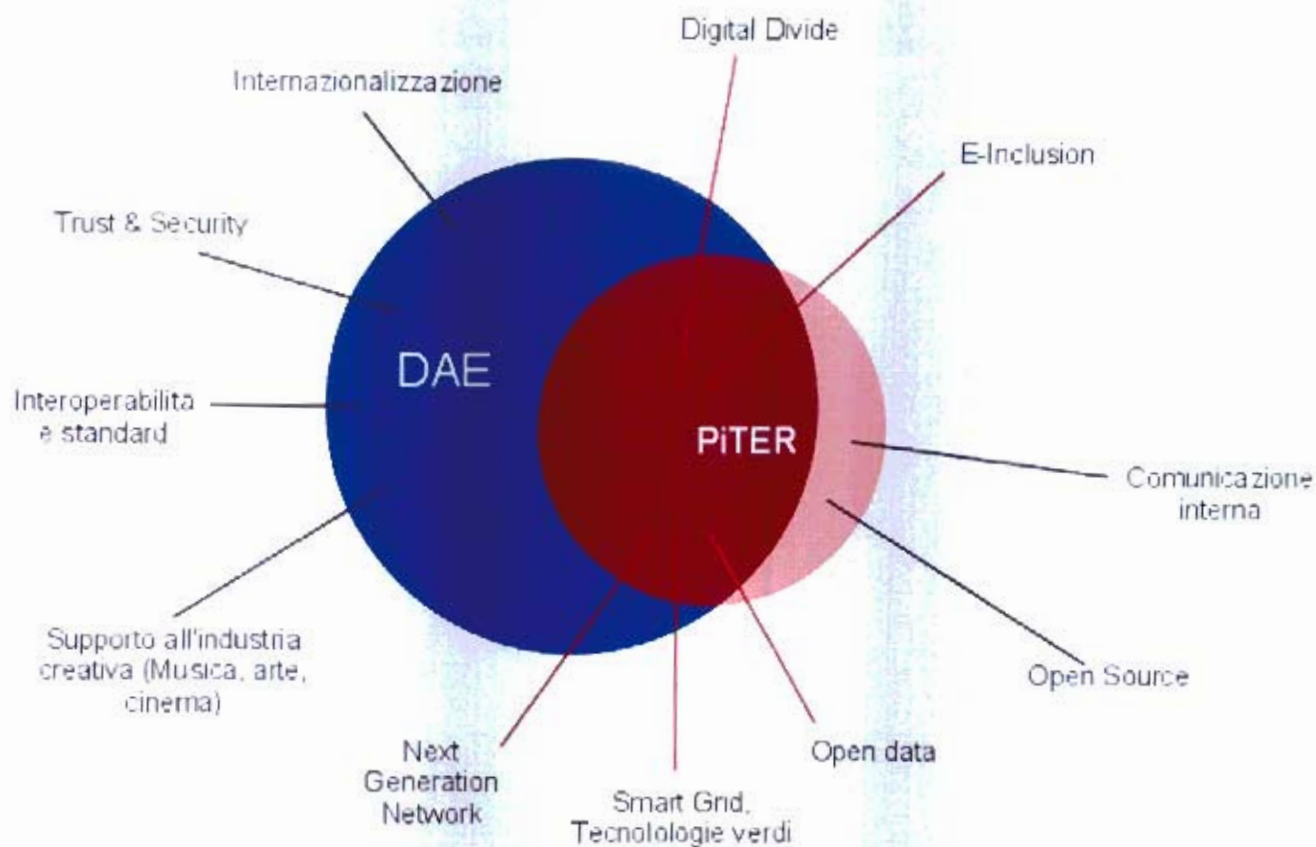 Digital Divide
Internazionalizzazione
E-Inclusion
Trust & Security
DAE
Interoperabilità
e standard
PiTER
Comunicazione
interna
Supporto all'industria
creativa (Musica, arte,
cinema)
Open Source
Next
Generation
Network
Open data
Smart Grid,
Tecnolologie verdi